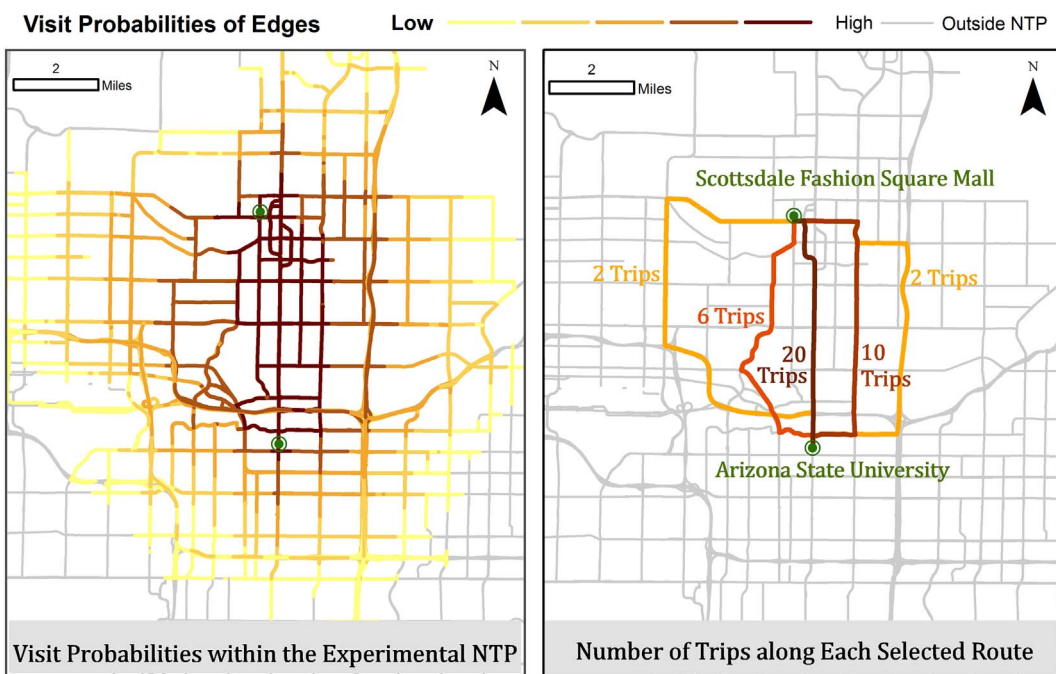 Visit Probabilities of Edges Low High Outside NTP
2
Miles
N
Visit Probabilities within the Experimental NTP
2
Miles
N
Scottsdale Fashion Square Mall
2 Trips
2 Trips
6 Trips
20
Trips
10
Trips
Arizona State University
Number of Trips along Each Selected Route